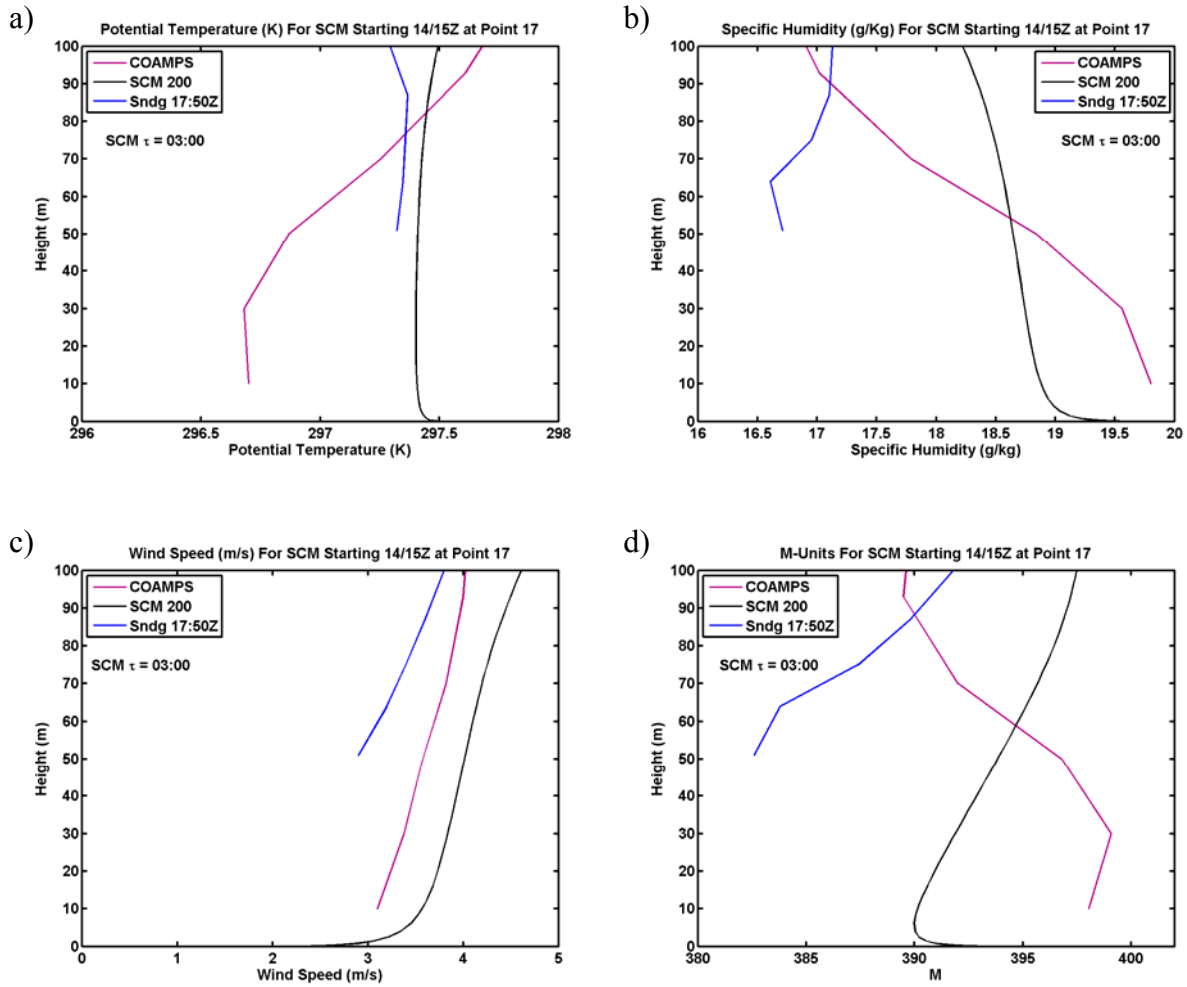 a)
Potential Temperature (K) For SCM Starting 14/15Z at Point 17
100
90
80
70
60
50
40
30
20
10
0
Height (m)
COAMPS
SCM 200
Sndg 17:50Z
SCM τ = 03:00
296
296.5
297
297.5
298
Potential Temperature (K)
b)
Specific Humidity (g/Kg) For SCM Starting 14/15Z at Point 17
100
90
80
70
60
50
40
30
20
10
0
Height (m)
COAMPS
SCM 200
Sndg 17:50Z
SCM τ = 03:00
16
16.5
17
17.5
18
18.5
19
19.5
20
Specific Humidity (g/kg)
c)
Wind Speed (m/s) For SCM Starting 14/15Z at Point 17
100
90
80
70
60
50
40
30
20
10
0
Height (m)
COAMPS
SCM 200
Sndg 17:50Z
SCM τ = 03:00
0
1
2
3
4
5
Wind Speed (m/s)
d)
M-Units For SCM Starting 14/15Z at Point 17
100
90
80
70
60
50
40
30
20
10
0
Height (m)
COAMPS
SCM 200
Sndg 17:50Z
SCM τ = 03:00
380
385
390
395
400
M